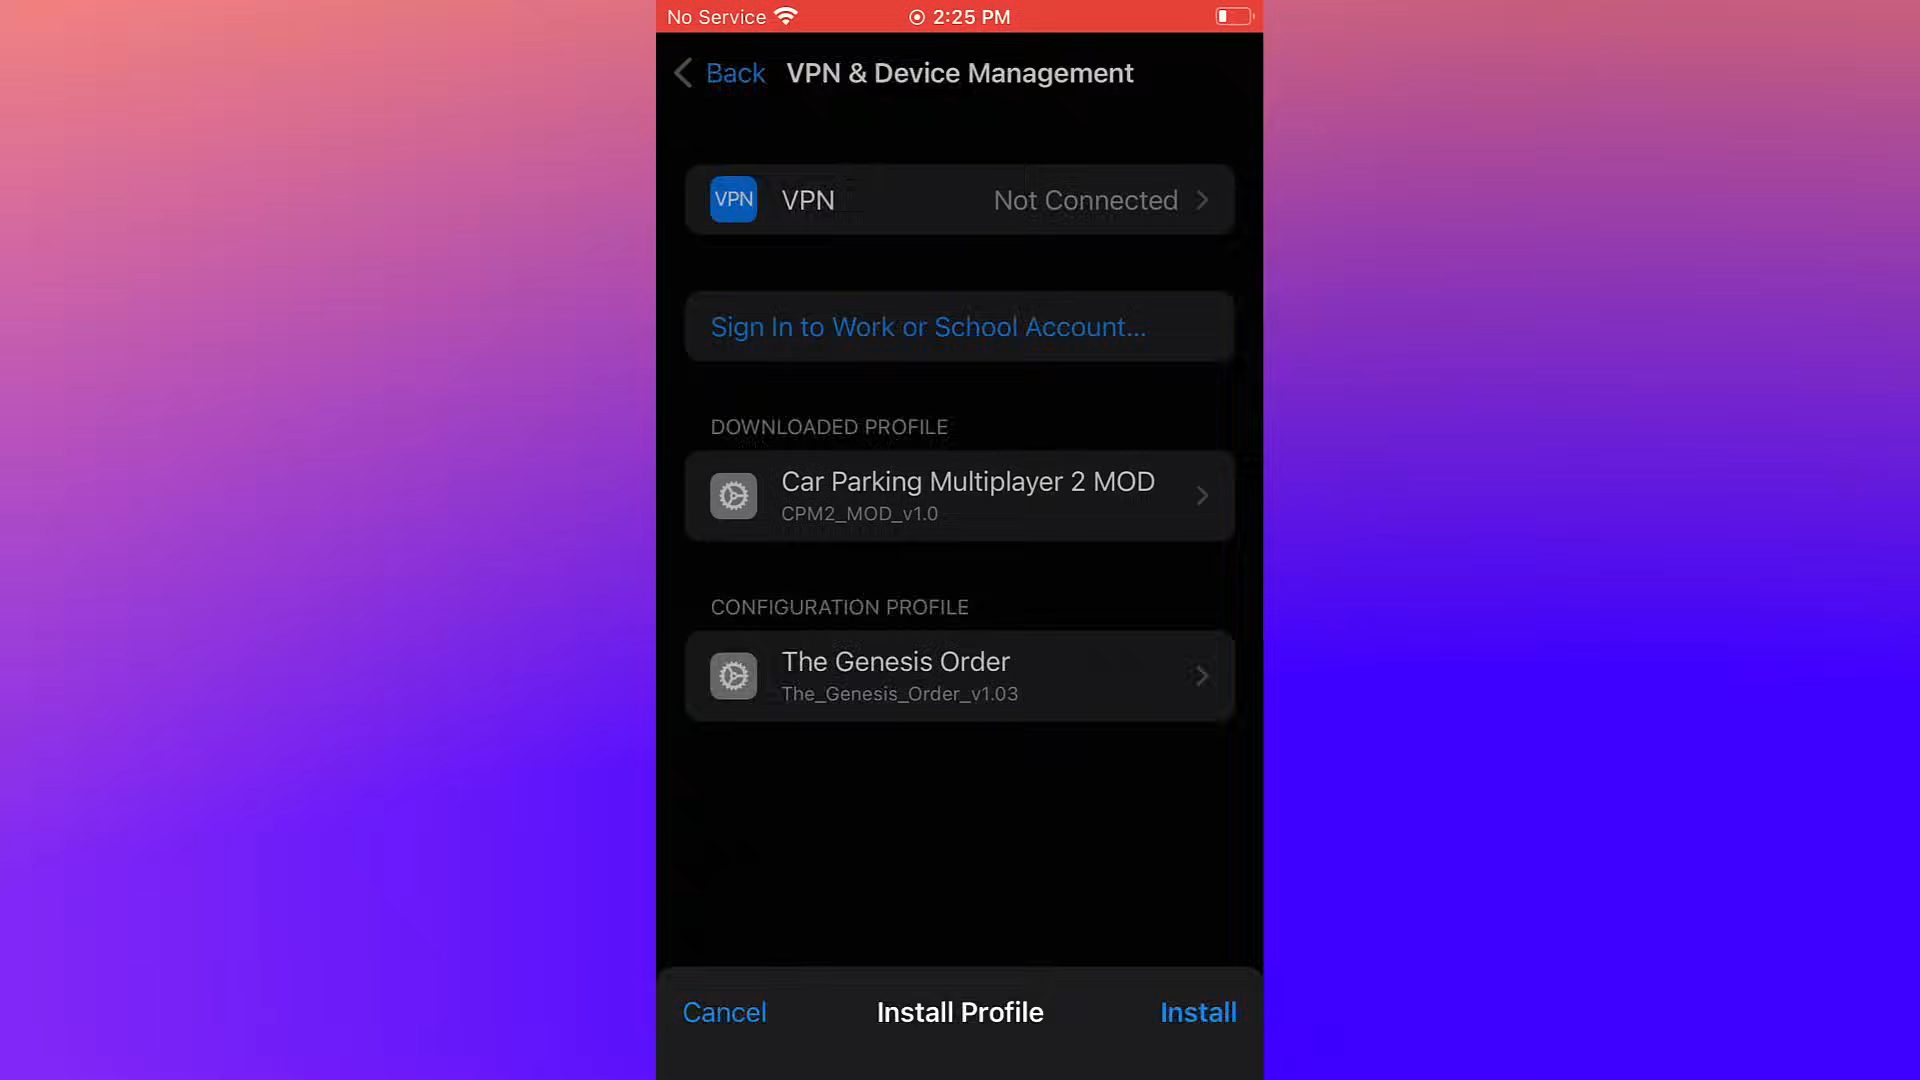 No Service 2:25 PM
Back VPN & Device Management
VPN VPN Not Connected
Sign In to Work or School Account...
DOWNLOADED PROFILE
Car Parking Multiplayer 2 MOD
CPM2_MOD_v1.0
CONFIGURATION PROFILE
The Genesis Order
The_Genesis_Order_v1.03
Cancel Install Profile Install